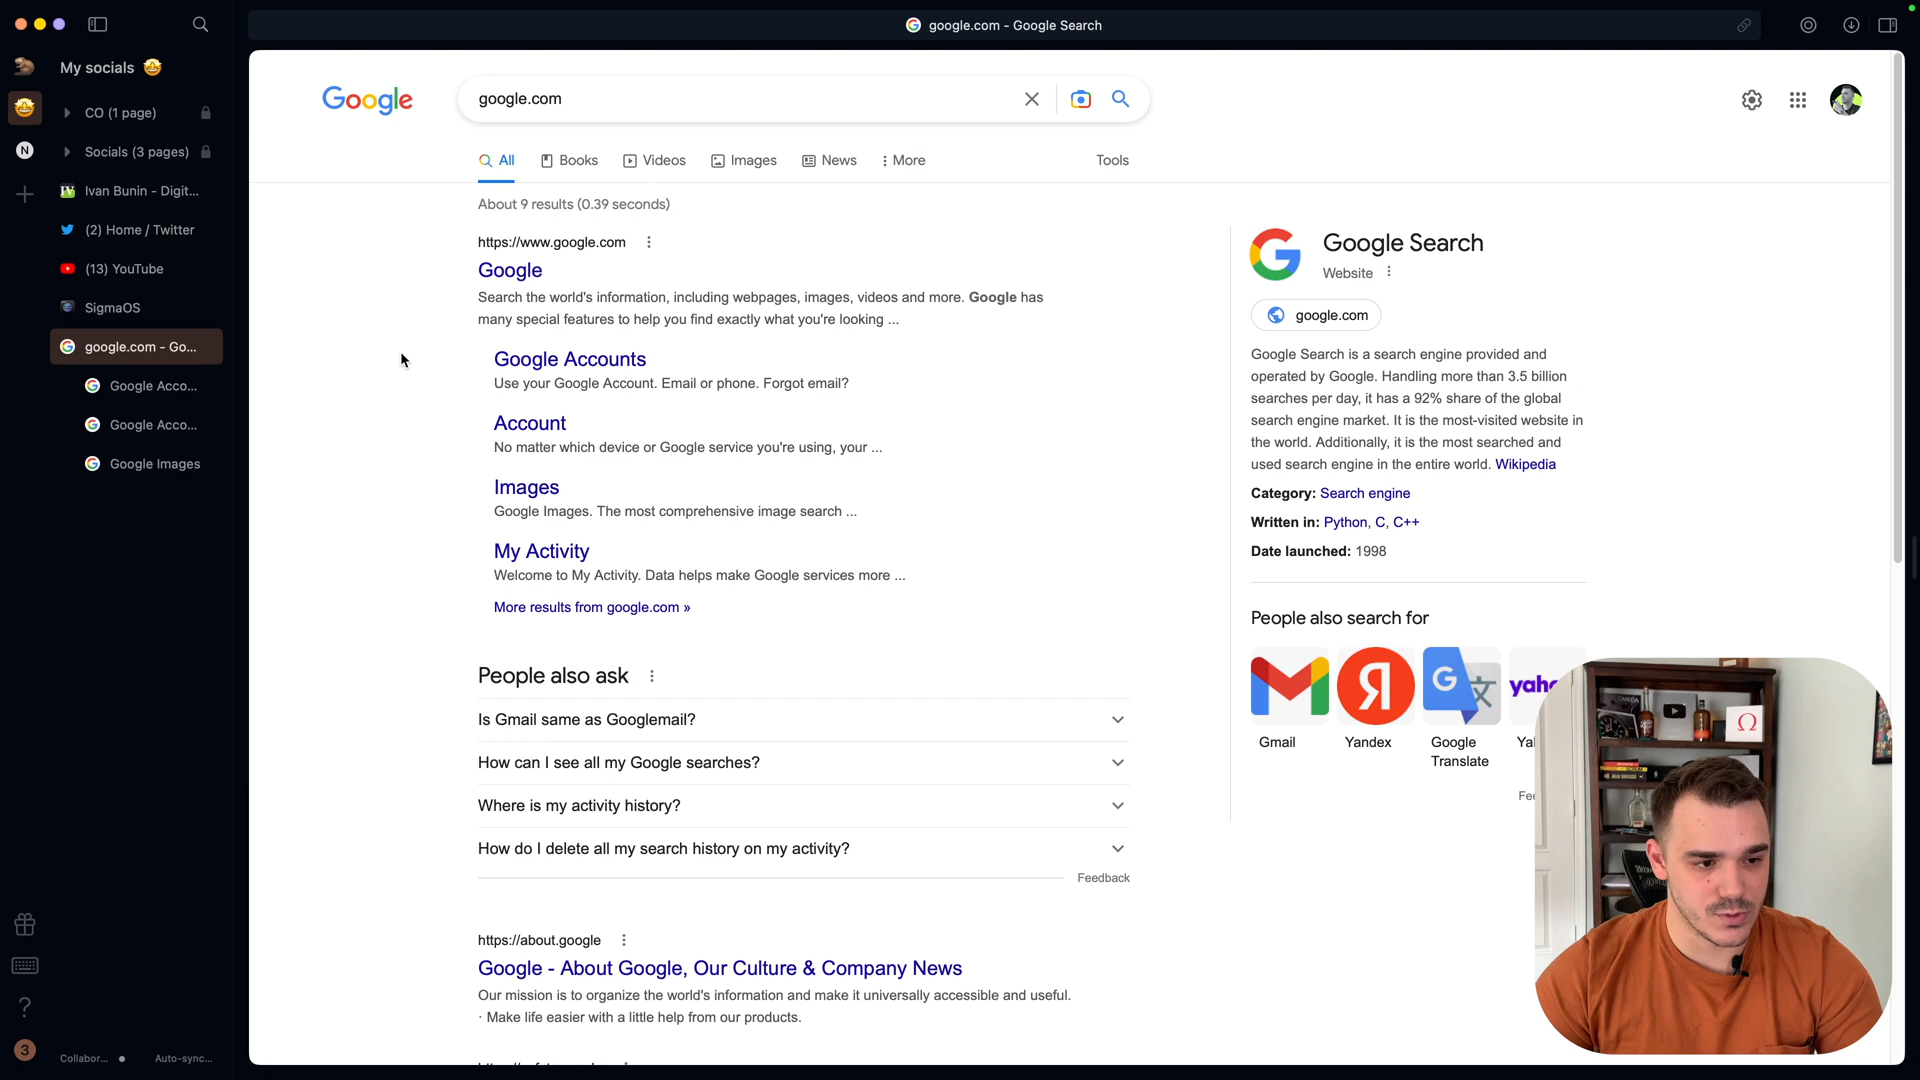 google.com - Google Search
My socials
CO (1 page)
Socials (3 pages)
N
Ivan Bunin - Digit...
(2) Home / Twitter
(13) YouTube
SigmaOS
google.com - Go...
Google Acco...
Google Acco...
Google Images
3
Collabor...
Auto-sync...
Google
google.com
All
Books
Videos
Images
News
More
Tools
About 9 results (0.39 seconds)
https://www.google.com
Google
Search the world's information, including webpages, images, videos and more. Google has
many special features to help you find exactly what you're looking ...
Google Accounts
Use your Google Account. Email or phone. Forgot email?
Account
No matter which device or Google service you're using, your ...
Images
Google Images. The most comprehensive image search ...
My Activity
Welcome to My Activity. Data helps make Google services more ...
More results from google.com »
People also ask
Is Gmail same as Googlemail?
How can I see all my Google searches?
Where is my activity history?
How do I delete all my search history on my activity?
Feedback
https://about.google
Google - About Google, Our Culture & Company News
Our mission is to organize the world's information and make it universally accessible and useful.
· Make life easier with a little help from our products.
Google Search
Website
google.com
Google Search is a search engine provided and
operated by Google. Handling more than 3.5 billion
searches per day, it has a 92% share of the global
search engine market. It is the most-visited website in
the world. Additionally, it is the most searched and
used search engine in the entire world. Wikipedia
Category: Search engine
Written in: Python, C, C++
Date launched: 1998
People also search for
Gmail
Yandex
Google
Translate